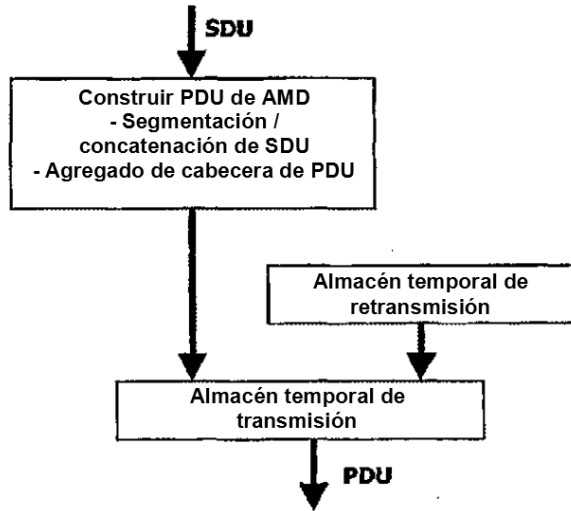 SDU
Construir PDU de AMD
- Segmentación /
concatenación de SDU
- Agregado de cabecera de PDU
Almacén temporal de
retransmisión
Almacén temporal de
transmisión
PDU